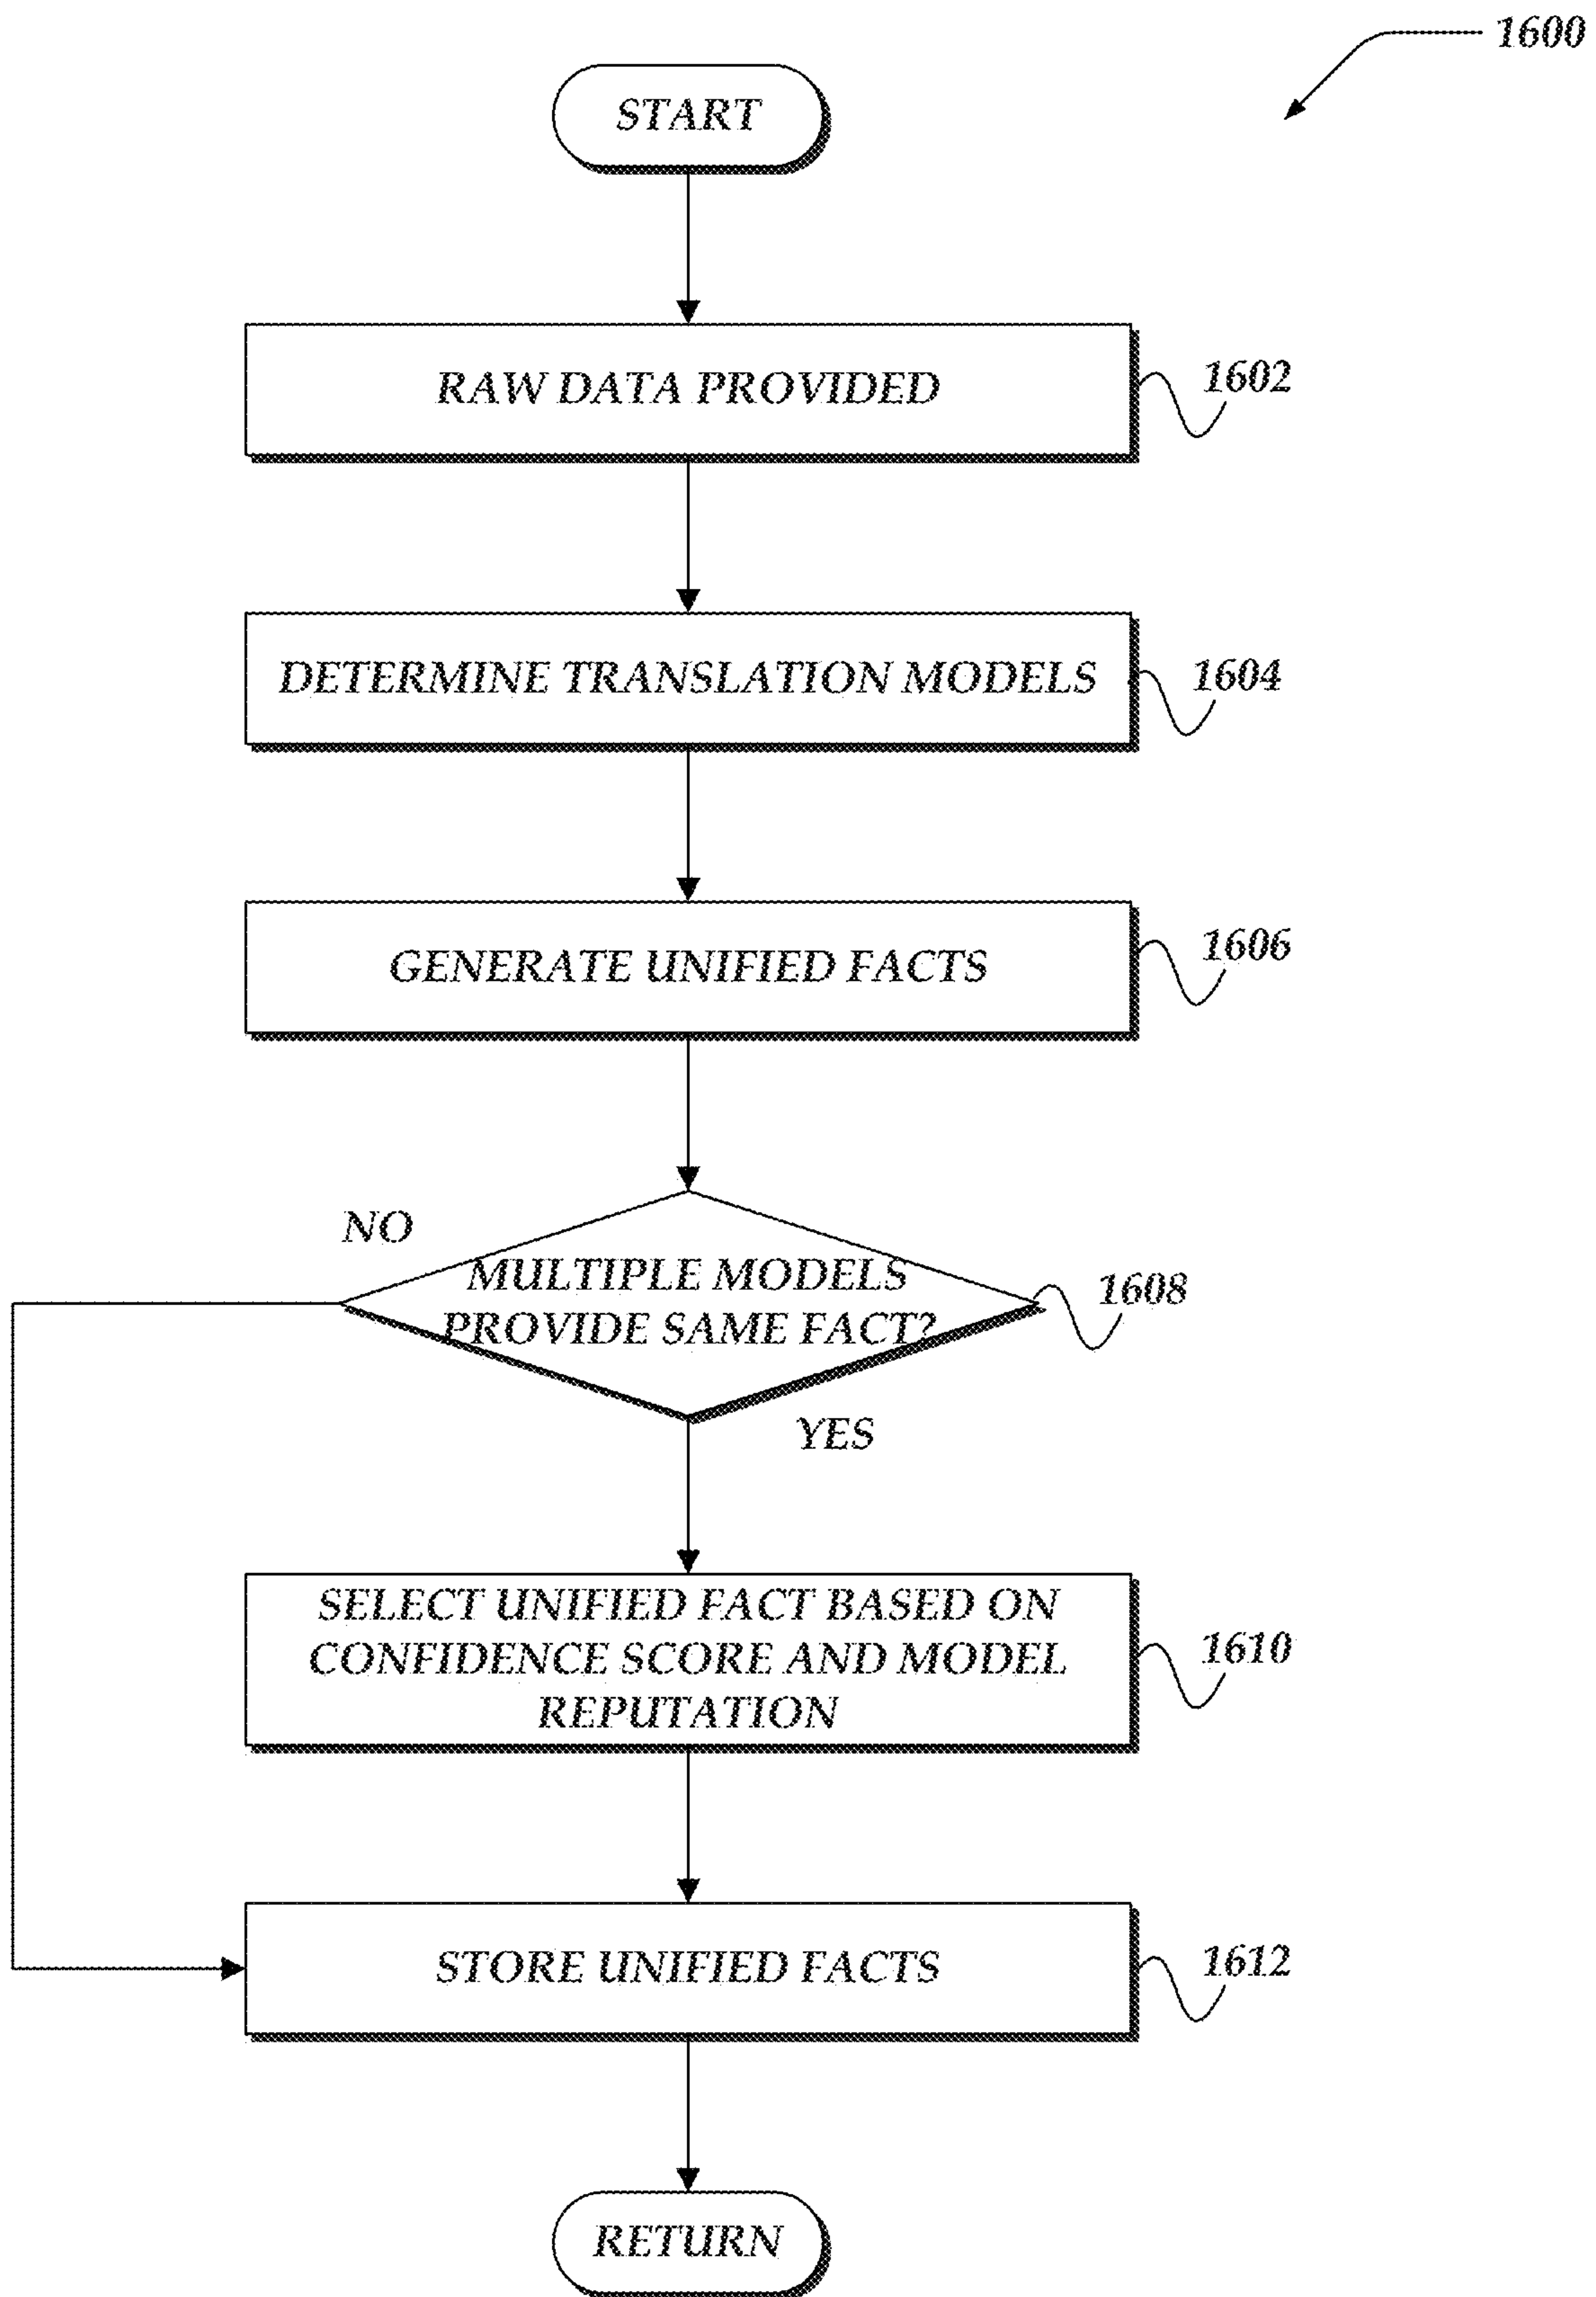 1600
START
RAW DATA PROVIDED
1602
DETERMINE TRANSLATION MODELS
1604
GENERATE UNIFIED FACTS
1606
NO
MULTIPLE MODELS
PROVIDE SAME FACT?
1608
YES
SELECT UNIFIED FACT BASED ON
CONFIDENCE SCORE AND MODEL
REPUTATION
1610
STORE UNIFIED FACTS
1612
RETURN